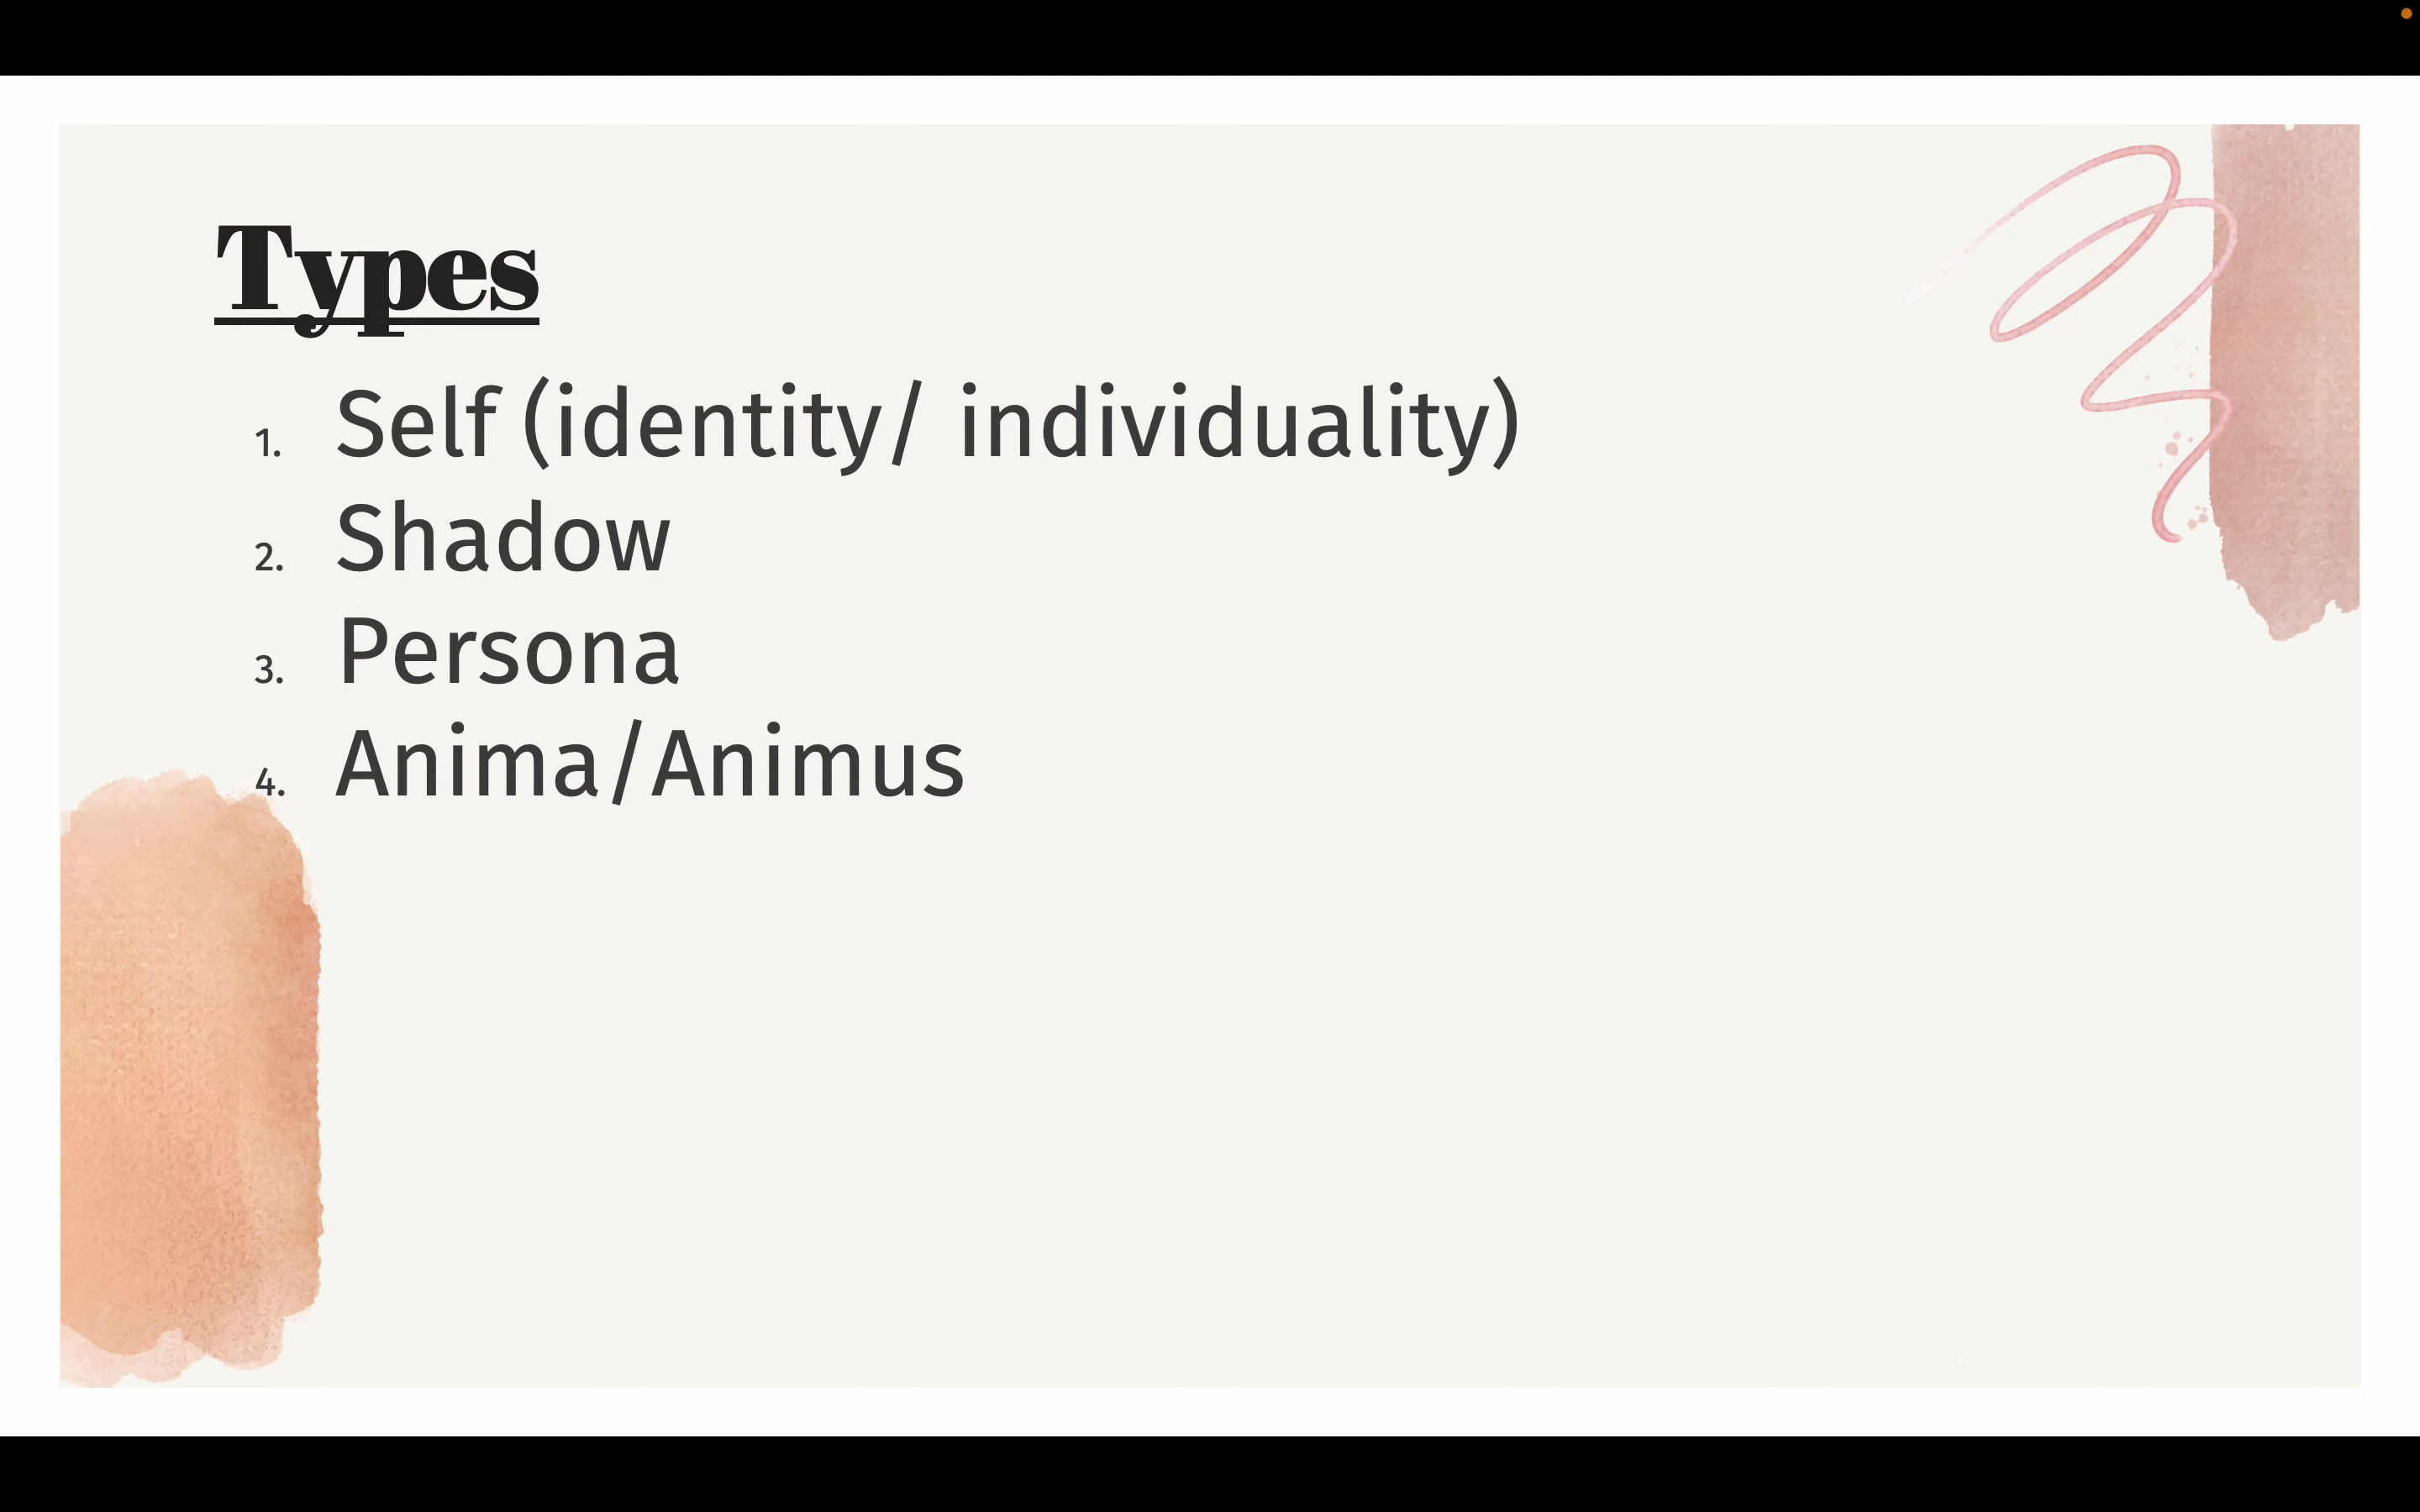 Types
1. Self (identity/ individuality)
2. Shadow
3. Persona
4. Anima/Animus